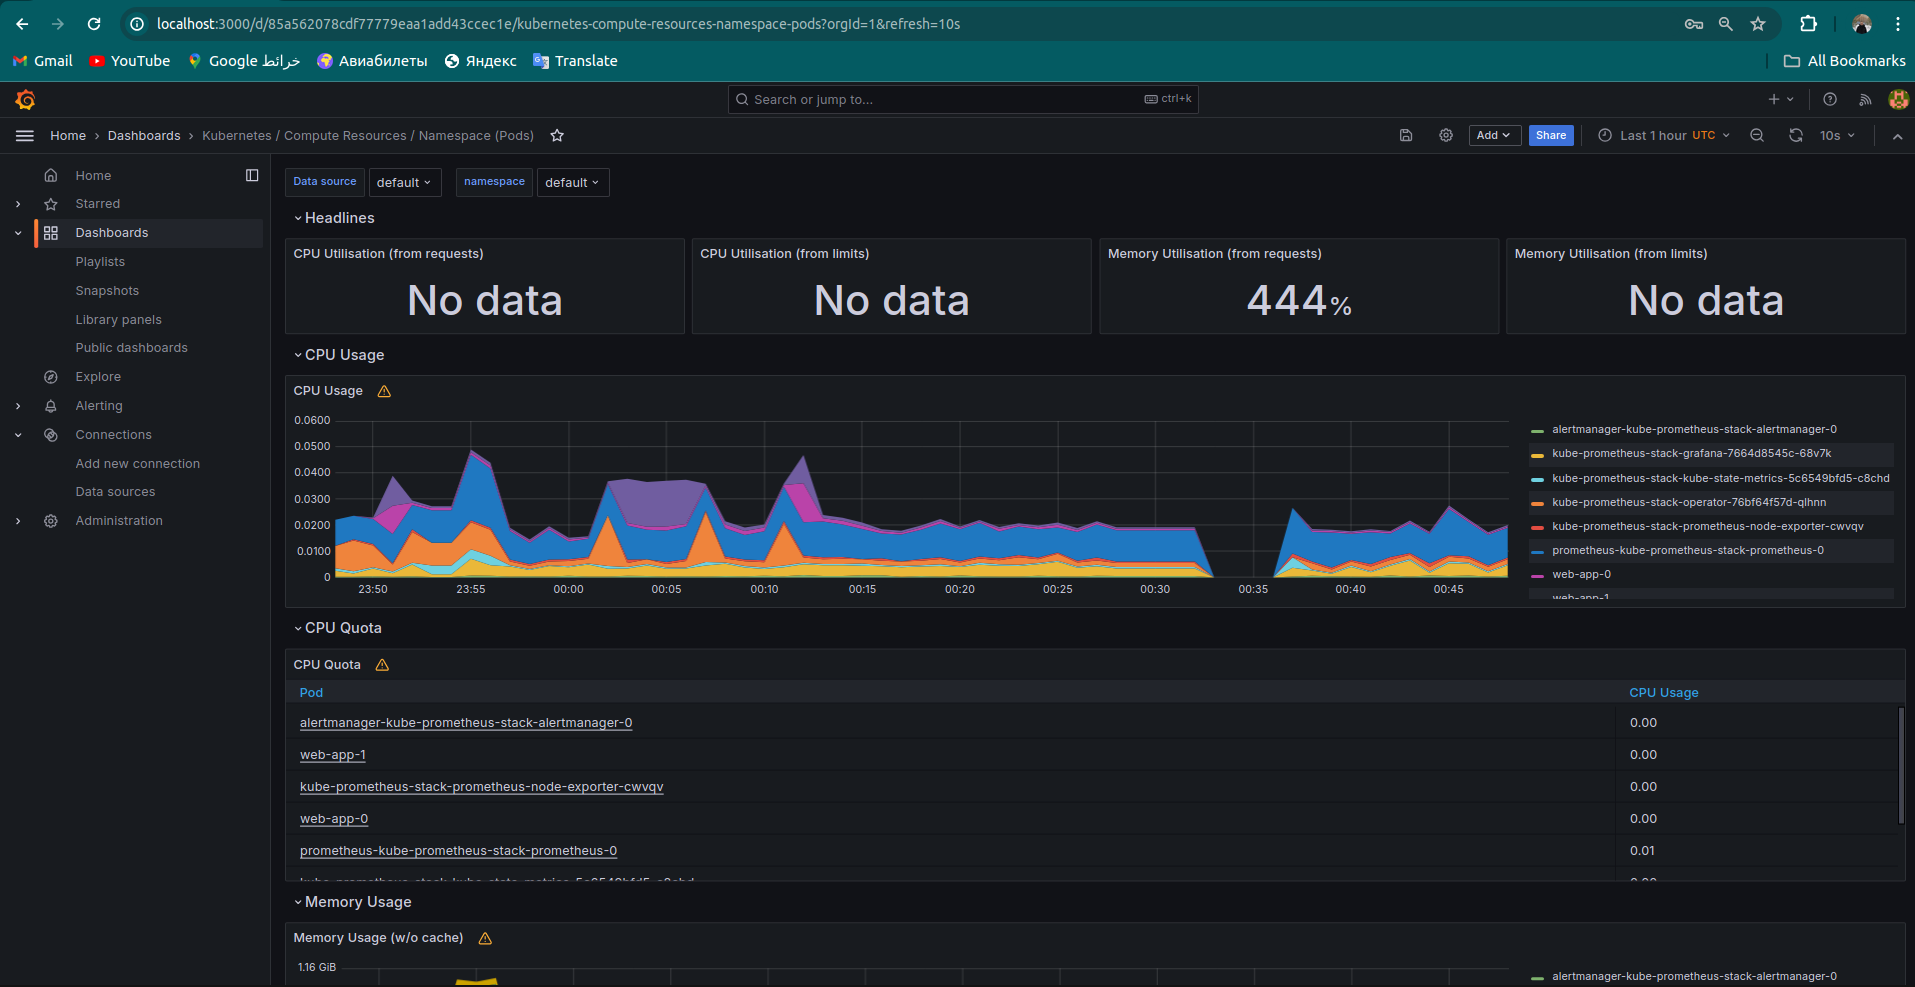 localhost:3000/d/85a562078cdf77779eaa1add43ccec1e/kubernetes-compute-resources-namespace-pods?orgId=1&refresh=10s
Gmail YouTube Google خرائط Авиабилеты Яндекс Translate All Bookmarks
Search or jump to... ctrl+k
Home › Dashboards › Kubernetes / Compute Resources / Namespace (Pods) Add Share Last 1 hour UTC 10s
Home
Starred
Dashboards
Playlists
Snapshots
Library panels
Public dashboards
Explore
Alerting
Connections
Add new connection
Data sources
Administration
Data source default namespace default
Headlines
CPU Utilisation (from requests)
No data
CPU Utilisation (from limits)
No data
Memory Utilisation (from requests)
444%
Memory Utilisation (from limits)
No data
CPU Usage
CPU Usage
0.0600
0.0500
0.0400
0.0300
0.0200
0.0100
0
23:50 23:55 00:00 00:05 00:10 00:15 00:20 00:25 00:30 00:35 00:40 00:45
alertmanager-kube-prometheus-stack-alertmanager-0
kube-prometheus-stack-grafana-7664d8545c-68v7k
kube-prometheus-stack-kube-state-metrics-5c6549bfd5-c8chd
kube-prometheus-stack-operator-76bf64f57d-qlhnn
kube-prometheus-stack-prometheus-node-exporter-cwvqv
prometheus-kube-prometheus-stack-prometheus-0
web-app-0
web-app-1
CPU Quota
CPU Quota
Pod CPU Usage
alertmanager-kube-prometheus-stack-alertmanager-0 0.00
web-app-1 0.00
kube-prometheus-stack-prometheus-node-exporter-cwvqv 0.00
web-app-0 0.00
prometheus-kube-prometheus-stack-prometheus-0 0.01
kube-prometheus-stack-kube-state-metrics-5c6549bfd5-c8chd 0.00
Memory Usage
Memory Usage (w/o cache)
1.16 GiB
alertmanager-kube-prometheus-stack-alertmanager-0